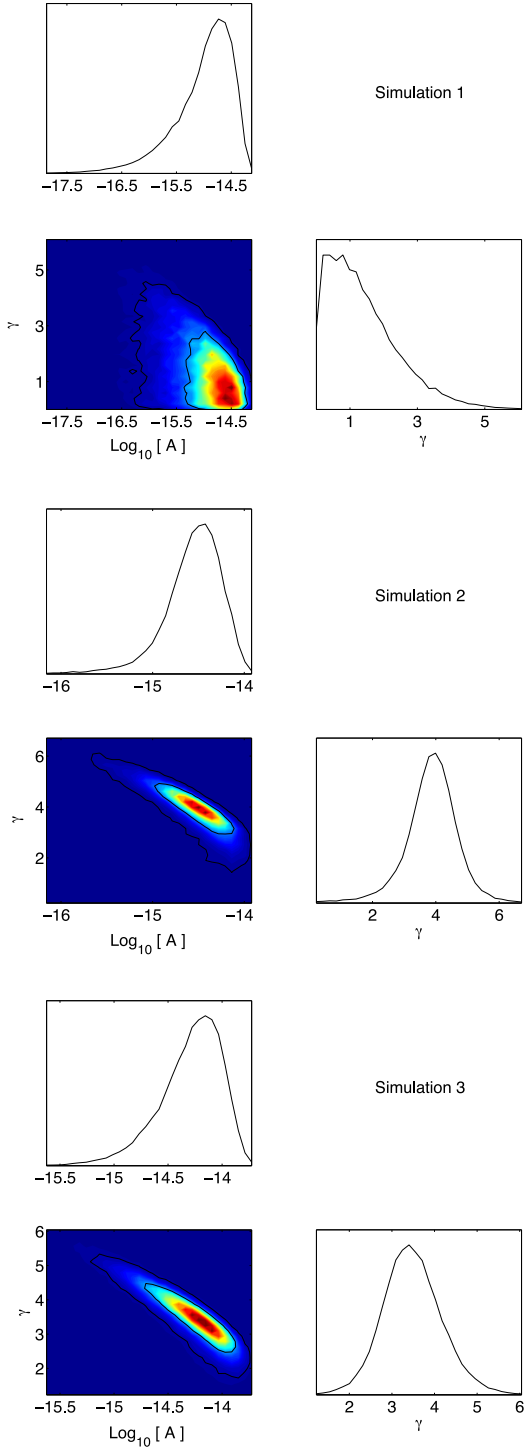 Simulation 1
−17.5 −16.5 −15.5 −14.5
5
3
1
γ
−17.5 −16.5 −15.5 −14.5
Log10 [ A ]
1 3 5
γ
Simulation 2
−16 −15 −14
6
4
2
γ
−16 −15 −14
Log10 [ A ]
2 4 6
γ
Simulation 3
−15.5 −15 −14.5 −14
6
5
4
3
2
γ
−15.5 −15 −14.5 −14
Log10 [ A ]
2 3 4 5 6
γ